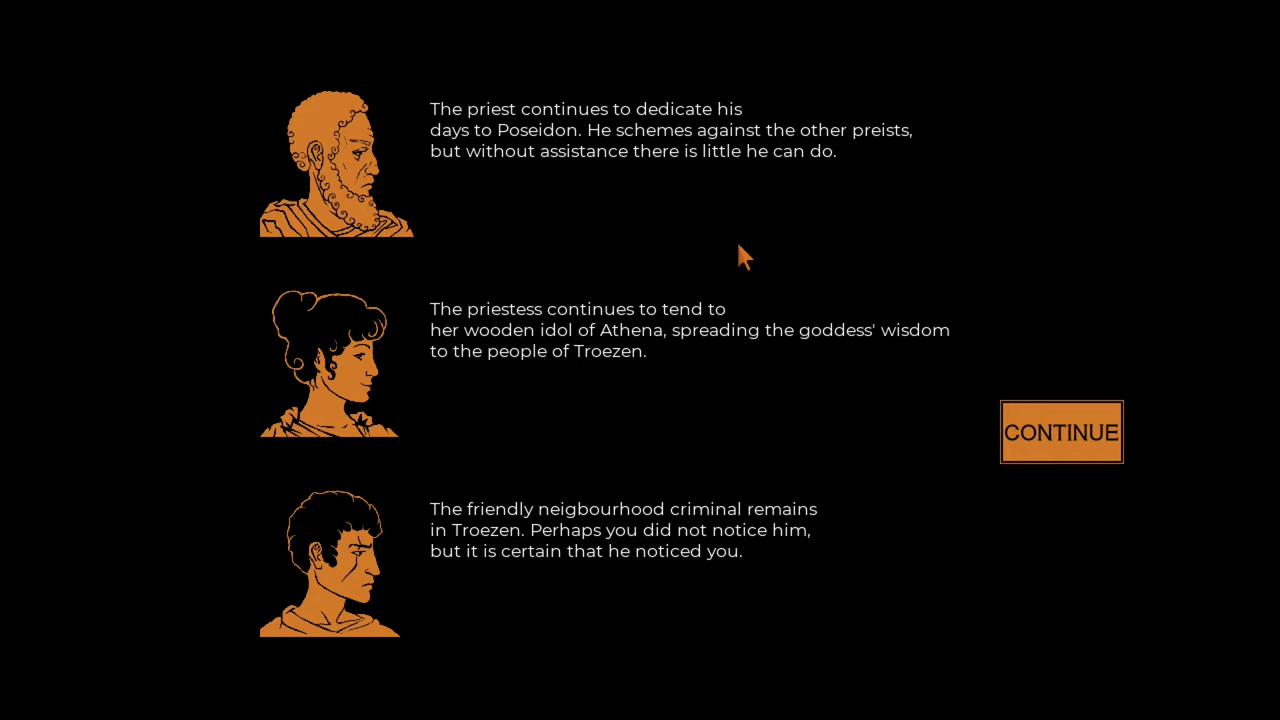 The priest continues to dedicate his
days to Poseidon. He schemes against the other preists,
but without assistance there is little he can do.
The priestess continues to tend to
her wooden idol of Athena, spreading the goddess' wisdom
to the people of Troezen.
CONTINUE
The friendly neigbourhood criminal remains
in Troezen. Perhaps you did not notice him,
but it is certain that he noticed you.